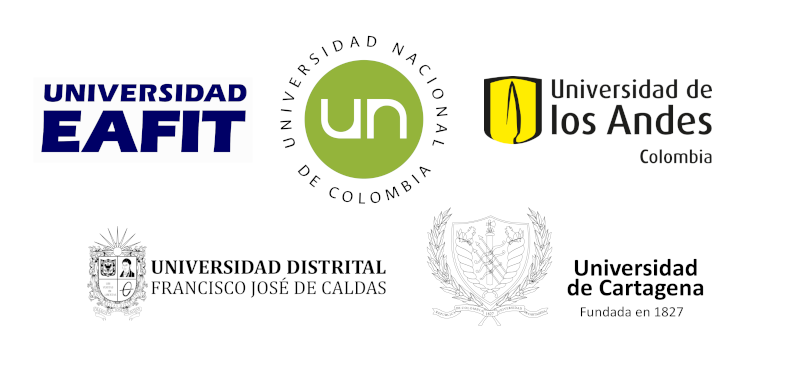 UNIVERSIDAD
EAFIT
UNIVERSIDAD NACIONAL
DE COLOMBIA
un
Universidad de
los Andes
Colombia
UNIVERSIDAD DISTRITAL
FRANCISCO JOSÉ DE CALDAS
Universidad
de Cartagena
Fundada en 1827